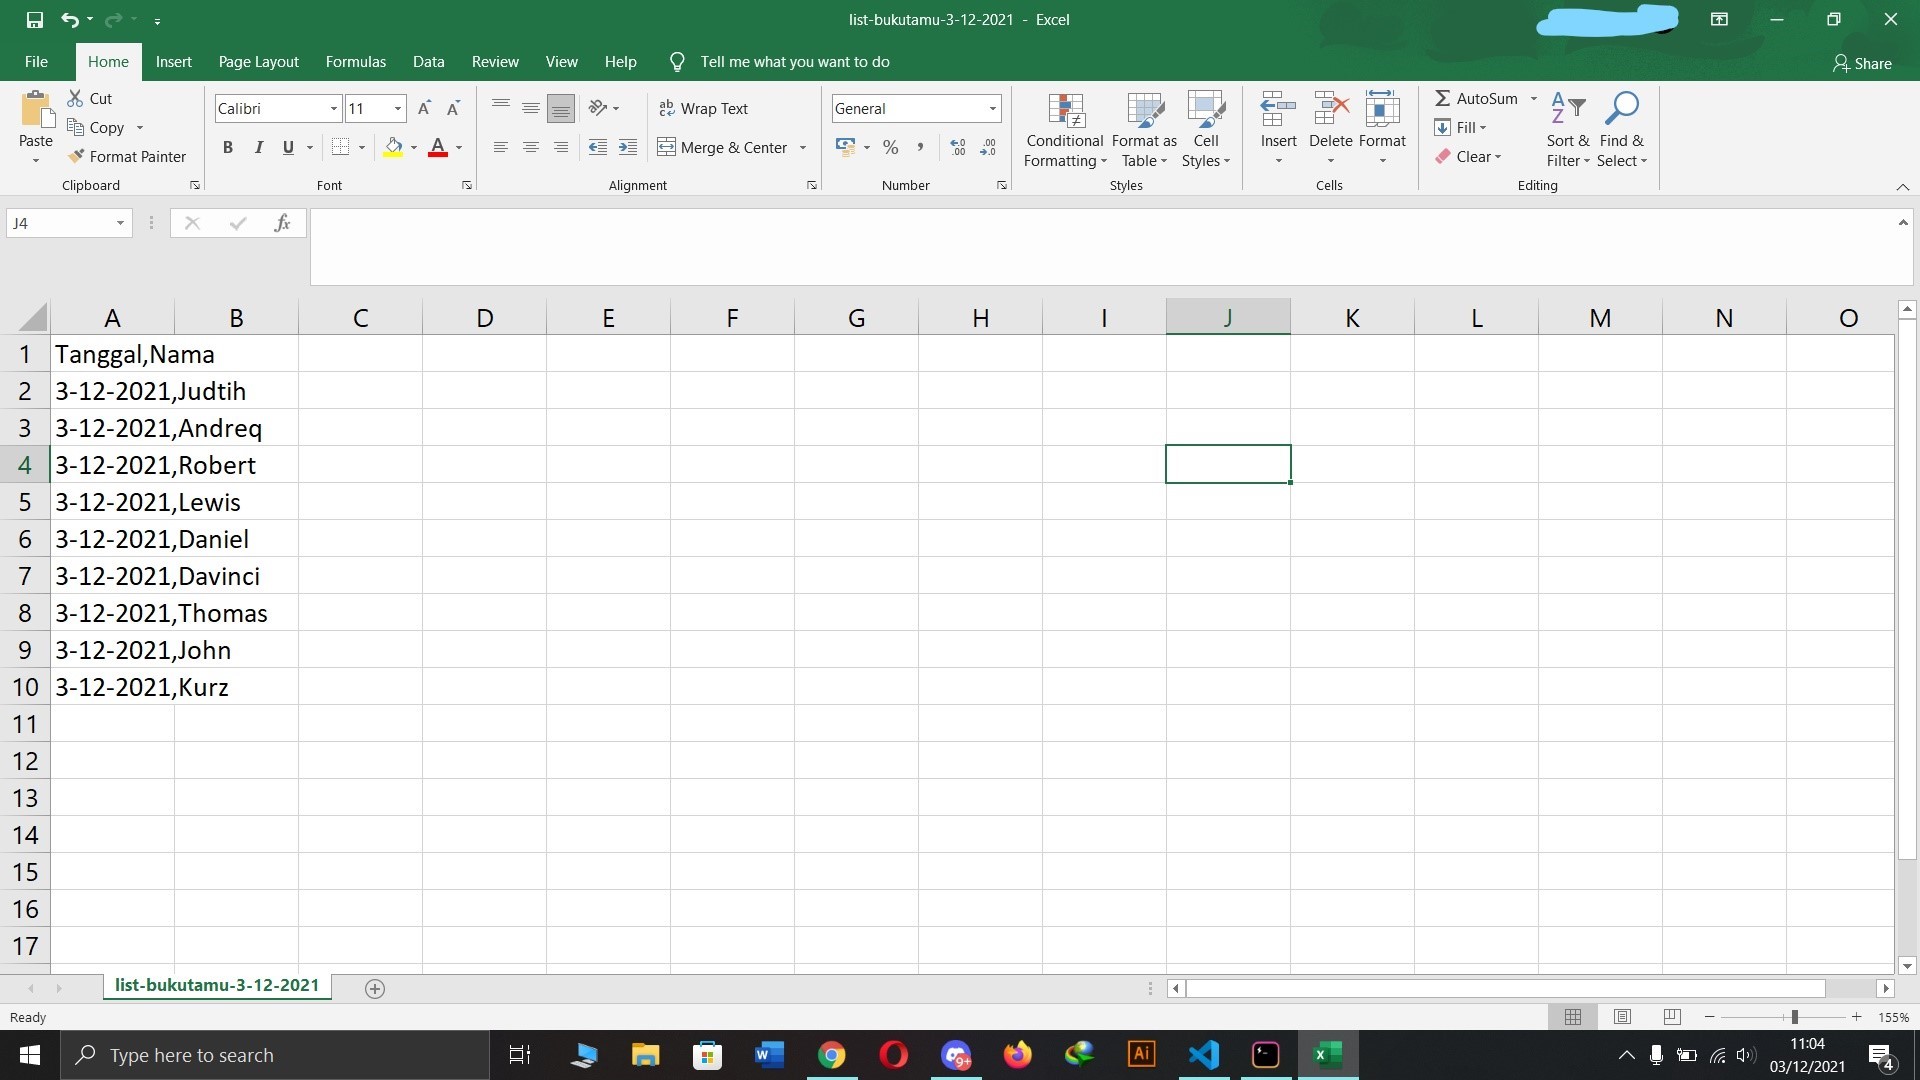 list-bukutamu-3-12-2021 - Excel
File Home Insert Page Layout Formulas Data Review View Help Tell me what you want to do Share
Paste
Cut
Copy
Format Painter
Clipboard
Calibri 11
B I U
Font
Wrap Text
Merge & Center
Alignment
General
Number
Conditional Formatting
Format as Table
Cell Styles
Styles
Insert Delete Format
Cells
AutoSum
Fill
Clear
Sort & Filter
Find & Select
Editing
J4 fx
A B C D E F G H I J K L M N O
1 Tanggal,Nama
2 3-12-2021,Judtih
3 3-12-2021,Andreq
4 3-12-2021,Robert
5 3-12-2021,Lewis
6 3-12-2021,Daniel
7 3-12-2021,Davinci
8 3-12-2021,Thomas
9 3-12-2021,John
10 3-12-2021,Kurz
11
12
13
14
15
16
17
list-bukutamu-3-12-2021
Ready 155%
Type here to search
11:04
03/12/2021
4